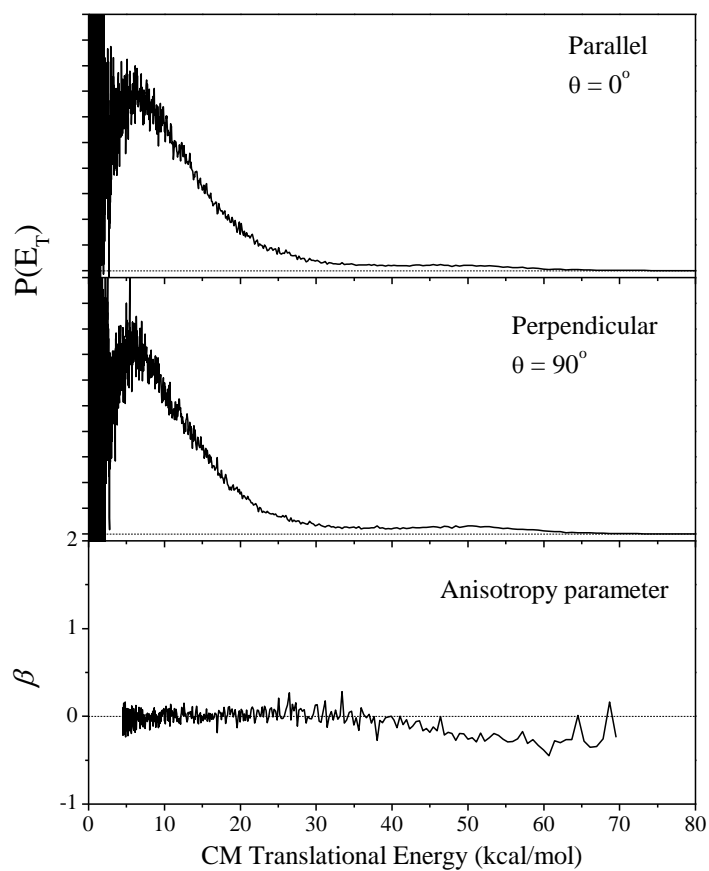 Parallel
θ = 0°
P(E_T)
Perpendicular
θ = 90°
2
Anisotropy parameter
1
β
0
-1
0 10 20 30 40 50 60 70 80
CM Translational Energy (kcal/mol)